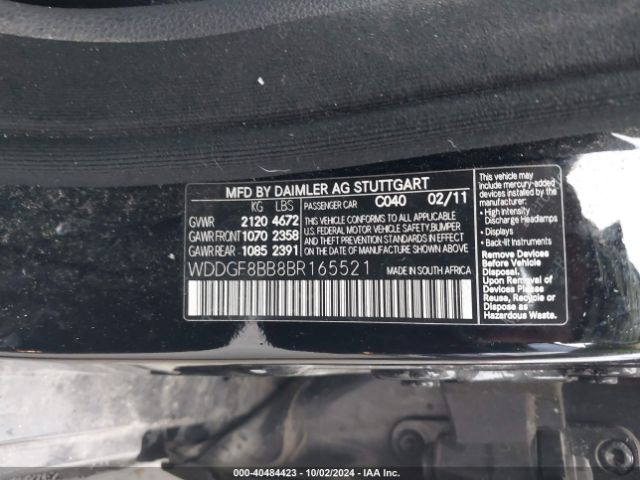 MFD BY DAIMLER AG STUTTGART
KG LBS
GVWR 2120 4672
GAWR FRONT 1070 2358
GAWR REAR 1085 2391
PASSENGER CAR C040 02/11
THIS VEHICLE CONFORMS TO ALL APPLICABLE
U.S. FEDERAL MOTOR VEHICLE SAFETY, BUMPER
AND THEFT PREVENTION STANDARDS IN EFFECT
ON THE DATE OF MANUFACTURE SHOWN ABOVE.
WDDGF8BB8BR165521 MADE IN SOUTH AFRICA
This vehicle may
include mercury-added
devices installed by
the manufacturer:
- High Intensity
Discharge Headlamps
- Displays
- Back-lit Instruments
Remove Devices
Before Vehicle
Disposal.
Please Reuse, Recycle or
Dispose as
Hazardous Waste.
000-40484423 - 10/02/2024 - IAA Inc.